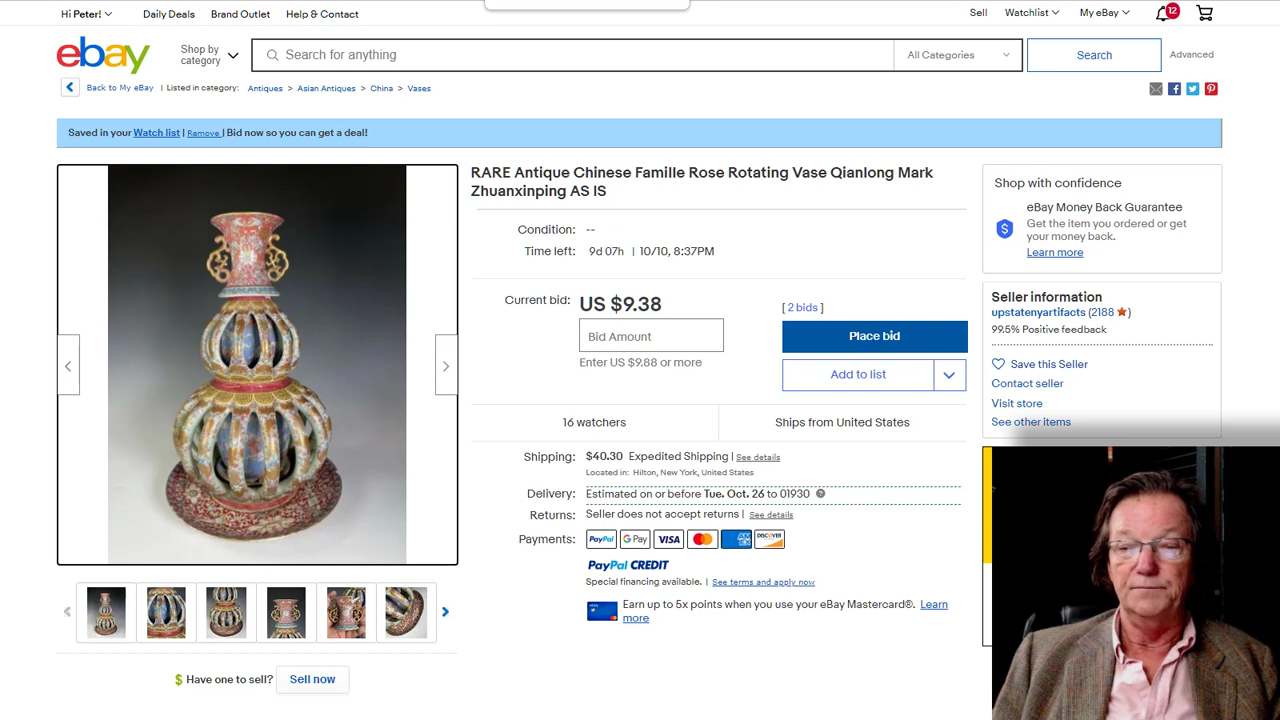 Hi Peter!
Daily Deals
Brand Outlet
Help & Contact
Sell
Watchlist
My eBay
12
ebay
Shop by
category
Search for anything
All Categories
Search
Advanced
Back to My eBay | Listed in category: Antiques > Asian Antiques > China > Vases
Saved in your Watch list | Remove | Bid now so you can get a deal!
RARE Antique Chinese Famille Rose Rotating Vase Qianlong Mark
Zhuanxinping AS IS
Condition: --
Time left: 9d 07h | 10/10, 8:37PM
Current bid: US $9.38
[ 2 bids ]
Bid Amount
Place bid
Enter US $9.88 or more
Add to list
16 watchers
Ships from United States
Shipping: $40.30 Expedited Shipping | See details
Located in: Hilton, New York, United States
Delivery: Estimated on or before Tue. Oct. 26 to 01930
Returns: Seller does not accept returns | See details
Payments: PayPal G Pay VISA DISCOVER
PayPal CREDIT
Special financing available. | See terms and apply now
Earn up to 5x points when you use your eBay Mastercard®. Learn
more
Shop with confidence
eBay Money Back Guarantee
Get the item you ordered or get
your money back.
Learn more
Seller information
upstatenyartifacts (2188 )
99.5% Positive feedback
Save this Seller
Contact seller
Visit store
See other items
$ Have one to sell? Sell now